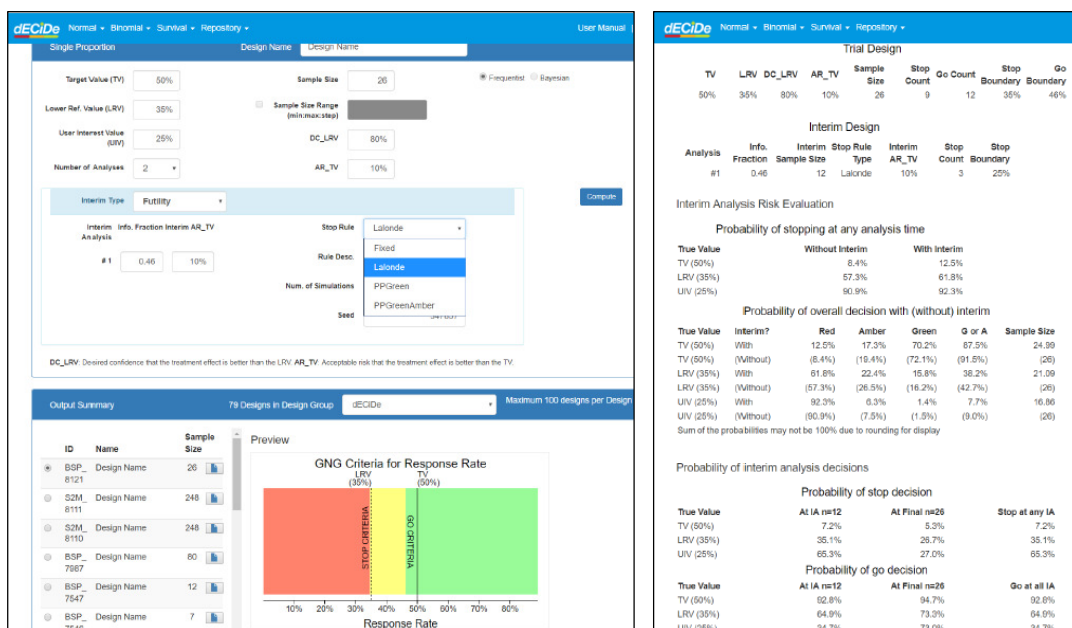 dECiDe Normal Binomial Survival Repository User Manual
Single Proportion Design Name Design Name
Target Value (TV) 50% Sample Size 26 Frequentist Bayesian
Lower Ref. Value (LRV) 35% Sample Size Range
(min:max:step)
User Interest Value
(UIV) 25% DC_LRV 80%
Number of Analyses 2 AR_TV 10%
Interim Type Futility Compute
Interim Info. Fraction Interim AR_TV Stop Rule Lalonde
Analysis
#1 0.46 10%
Fixed
Rule Desc.
Lalonde
Num. of Simulations PPGreen
PPGreenAmber
Seed
DC_LRV: Desired confidence that the treatment effect is better than the LRV. AR_TV: Acceptable risk that the treatment effect is better than the TV.
Output Summary 79 Designs in Design Group dECiDe Maximum 100 designs per Design
ID Name Sample
Size
BSP_
8121 Design Name 26
S2M_
8111 Design Name 248
S2M_
8110 Design Name 248
BSP_
7987 Design Name 80
BSP_
7547 Design Name 12
BSP_ Design Name 7
Preview
GNG Criteria for Response Rate
LRV TV
(35%) (50%)
STOP CRITERIA
GO CRITERIA
10% 20% 30% 40% 50% 60% 70% 80%
Response Rate
dECiDe Normal Binomial Survival Repository
Trial Design
TV LRV DC_LRV AR_TV Sample
Size Stop
Count Go Count Stop
Boundary Go
Boundary
50% 35% 80% 10% 26 9 12 35% 46%
Interim Design
Analysis Info.
Fraction Interim
Sample Size Stop Rule
Type Interim
AR_TV Stop
Count Stop
Boundary
#1 0.46 12 Lalonde 10% 3 25%
Interim Analysis Risk Evaluation
Probability of stopping at any analysis time
True Value Without Interim With Interim
TV (50%) 8.4% 12.5%
LRV (35%) 57.3% 61.8%
UIV (25%) 90.9% 92.3%
Probability of overall decision with (without) interim
True Value Interim? Red Amber Green G or A Sample Size
TV (50%) With 12.5% 17.3% 70.2% 87.5% 24.99
TV (50%) (Without) (8.4%) (19.4%) (72.1%) (91.5%) (26)
LRV (35%) With 61.8% 22.4% 15.8% 38.2% 21.09
LRV (35%) (Without) (57.3%) (26.5%) (16.2%) (42.7%) (26)
UIV (25%) With 92.3% 6.3% 1.4% 7.7% 16.86
UIV (25%) (Without) (90.9%) (7.5%) (1.5%) (9.0%) (26)
Sum of the probabilities may not be 100% due to rounding for display
Probability of interim analysis decisions
Probability of stop decision
True Value At IA n=12 At Final n=26 Stop at any IA
TV (50%) 7.2% 5.3% 7.2%
LRV (35%) 35.1% 26.7% 35.1%
UIV (25%) 65.3% 27.0% 65.3%
Probability of go decision
True Value At IA n=12 At Final n=26 Go at all IA
TV (50%) 92.8% 94.7% 92.8%
LRV (35%) 64.9% 73.3% 64.9%
UIV (25%) 34.7% 73.0% 34.7%